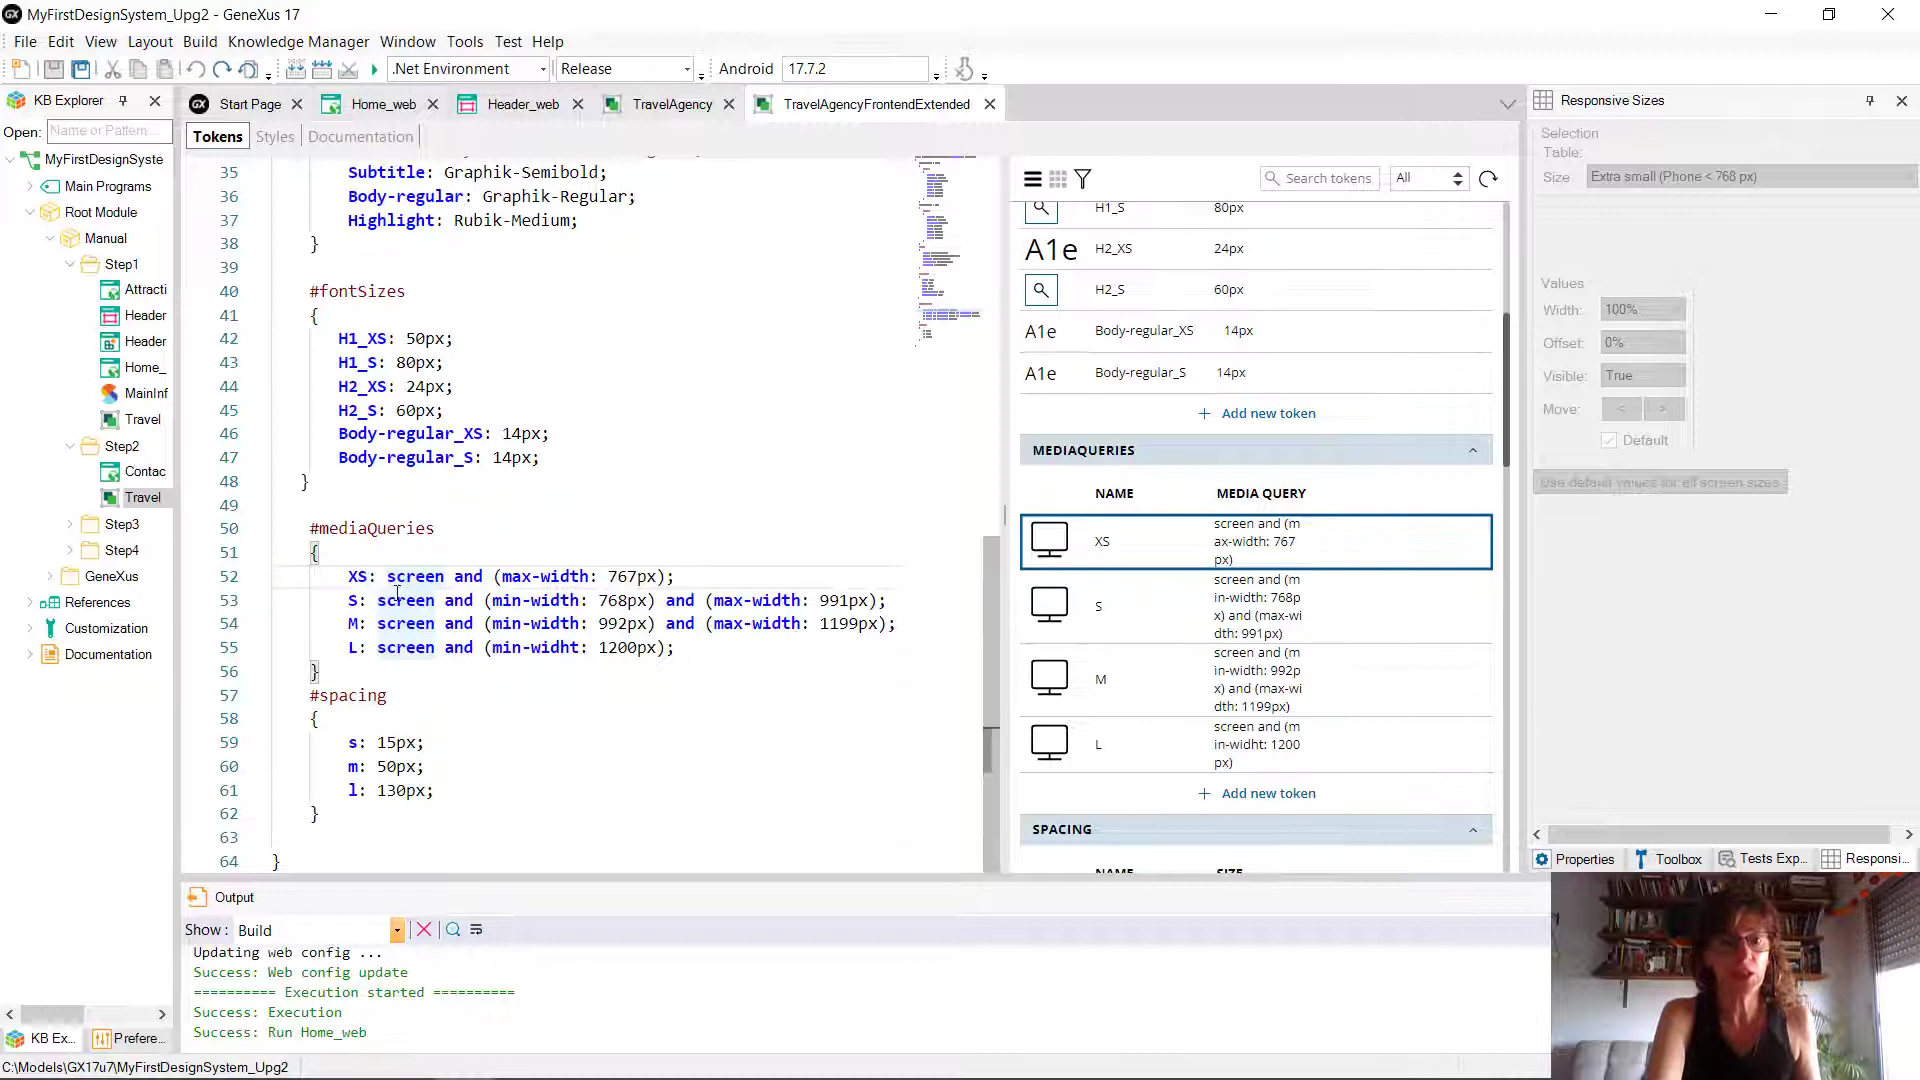 MyFirstDesignSystem_Upg2 - GeneXus 17
File Edit View Layout Build Knowledge Manager Window Tools Test Help
.Net Environment Release Android 17.7.2
KB Explorer
Open: Name or Pattern...
MyFirstDesignSyste
Main Programs
Root Module
Manual
Step1
Attracti
Header
Header
Home_
MainInf
Travel
Step2
Contac
Travel
Step3
Step4
GeneXus
References
Customization
Documentation
KB Ex... Prefere...
Start Page Home_web Header_web TravelAgency TravelAgencyFrontendExtended
Tokens Styles Documentation
35 Subtitle: Graphik-Semibold;
36 Body-regular: Graphik-Regular;
37 Highlight: Rubik-Medium;
38 }
39
40 #fontSizes
41 {
42 H1_XS: 50px;
43 H1_S: 80px;
44 H2_XS: 24px;
45 H2_S: 60px;
46 Body-regular_XS: 14px;
47 Body-regular_S: 14px;
48 }
49
50 #mediaQueries
51 {
52 XS: screen and (max-width: 767px);
53 S: screen and (min-width: 768px) and (max-width: 991px);
54 M: screen and (min-width: 992px) and (max-width: 1199px);
55 L: screen and (min-widht: 1200px);
56 }
57 #spacing
58 {
59 s: 15px;
60 m: 50px;
61 l: 130px;
62 }
63
64 }
Search tokens All
H1_S 80px
A1e H2_XS 24px
H2_S 60px
A1e Body-regular_XS 14px
A1e Body-regular_S 14px
+ Add new token
MEDIAQUERIES
NAME MEDIA QUERY
XS
screen and (m
ax-width: 767
px)
S
screen and (m
in-width: 768p
x) and (max-wi
dth: 991px)
M
screen and (m
in-width: 992p
x) and (max-wi
dth: 1199px)
L
screen and (m
in-widht: 1200
px)
+ Add new token
SPACING
NAME SIZE
Responsive Sizes
Selection
Table:
Size: Extra small (Phone < 768 px)
Values
Width: 100%
Offset: 0%
Visible: True
Move: < >
Default
Use default values for all screen sizes
Properties Toolbox Tests Exp... Responsi...
Output
Show: Build
Updating web config ...
Success: Web config update
========== Execution started ==========
Success: Execution
Success: Run Home_web
C:\Models\GX17u7\MyFirstDesignSystem_Upg2